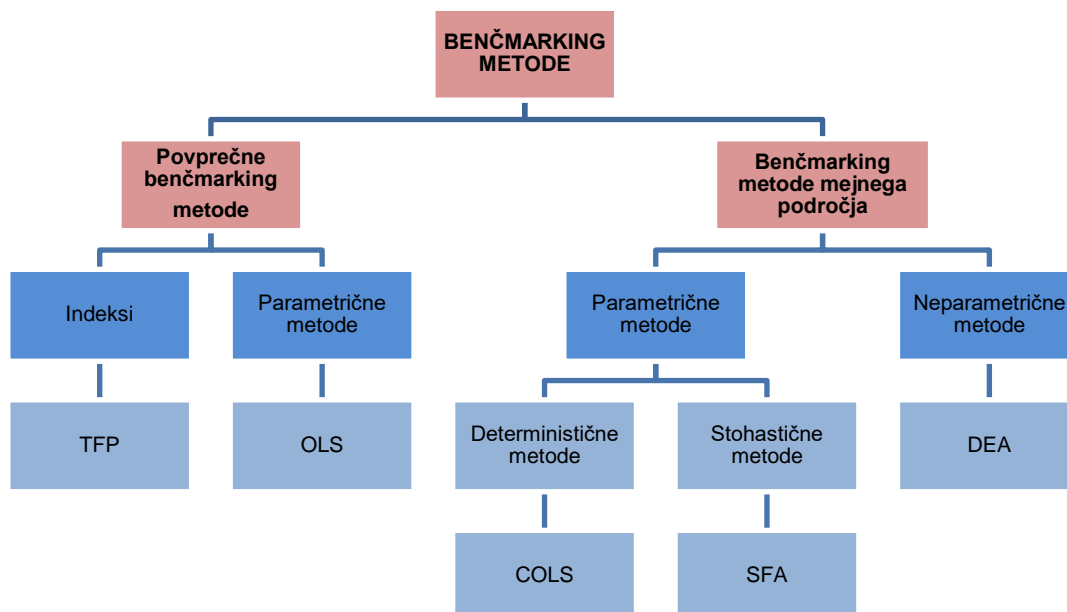 BENČMARKING
METODE
Povprečne
benčmarking
metode
Benčmarking
metode mejnega
področja
Indeksi
Parametrične
metode
Parametrične
metode
Neparametrične
metode
TFP
OLS
Deterministične
metode
Stohastične
metode
DEA
COLS
SFA